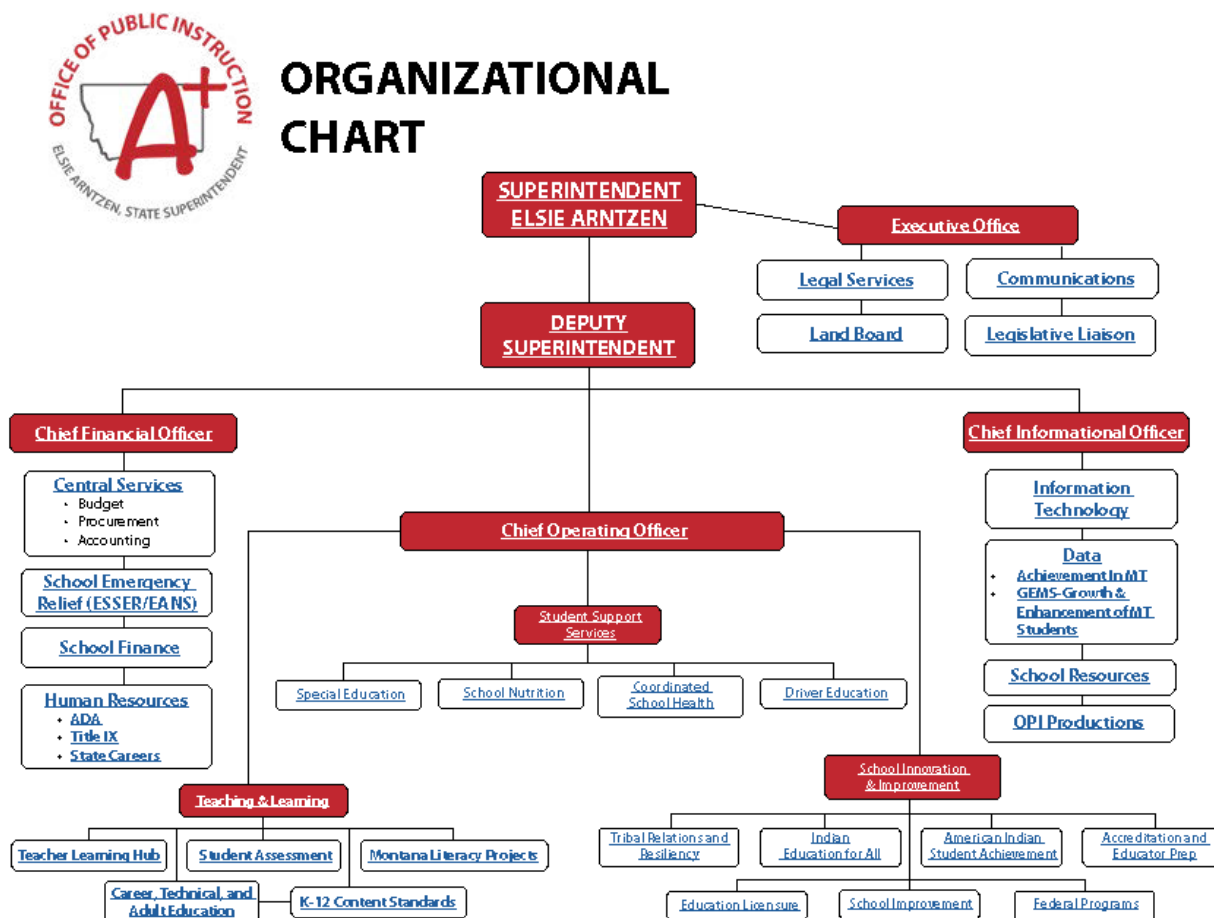 OFFICE OF PUBLIC INSTRUCTION
A+
ELSIE ARNTZEN, STATE SUPERINTENDENT
ORGANIZATIONAL
CHART
SUPERINTENDENT
ELSIE ARNTZEN
Executive Office
Legal Services
Communications
Land Board
Legislative Liaison
DEPUTY
SUPERINTENDENT
Chief Financial Officer
Central Services
• Budget
• Procurement
• Accounting
School Emergency
Relief (ESSER/EANS)
School Finance
Human Resources
• ADA
• Title IX
• State Careers
Chief Operating Officer
Student Support
Services
Special Education
School Nutrition
Coordinated
School Health
Driver Education
Chief Informational Officer
Information
Technology
Data
• Achievement In MT
• GEMS-Growth &
Enhancement of MT
Students
School Resources
OPI Productions
Teaching & Learning
Teacher Learning Hub
Student Assessment
Montana Literacy Projects
Career, Technical, and
Adult Education
K-12 Content Standards
School Innovation
& Improvement
Tribal Relations and
Resiliency
Indian
Education for All
American Indian
Student Achievement
Accreditation and
Educator Prep
Education Licensure
School Improvement
Federal Programs